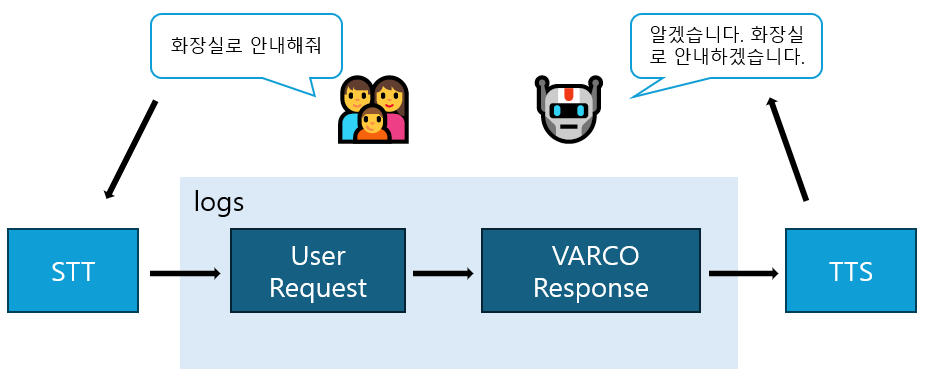 화장실로 안내해줘
알겠습니다. 화장실
로 안내하겠습니다.
logs
STT
User
Request
VARCO
Response
TTS